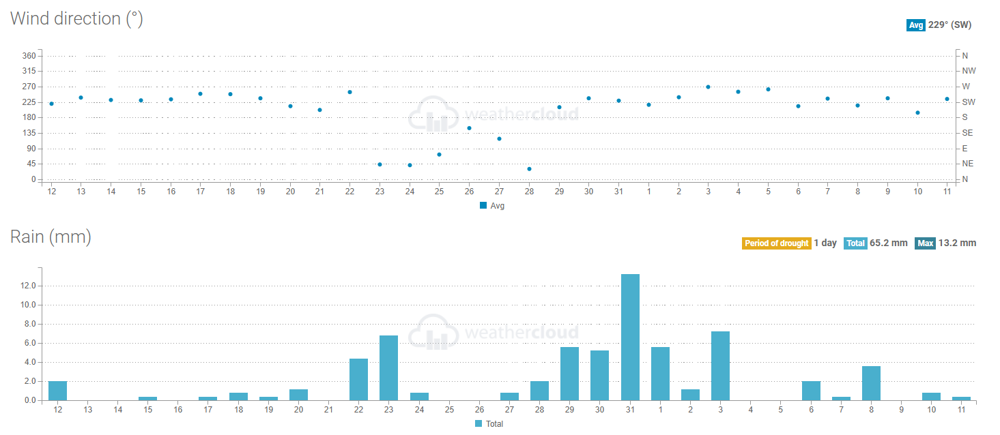 Wind direction (°)
Avg 229° (SW)
360 N
315 NW
270 W
225 SW
weathercloud
180 S
135 SE
90 E
45 NE
0 N
12 13 14 15 16 17 18 19 20 21 22 23 24 25 26 27 28 29 30 31 1 2 3 4 5 6 7 8 9 10 11
Avg
Rain (mm)
Period of drought 1 day Total 65.2 mm Max 13.2 mm
12.0
10.0
8.0
weathercloud
6.0
4.0
2.0
0.0
12 13 14 15 16 17 18 19 20 21 22 23 24 25 26 27 28 29 30 31 1 2 3 4 5 6 7 8 9 10 11
Total